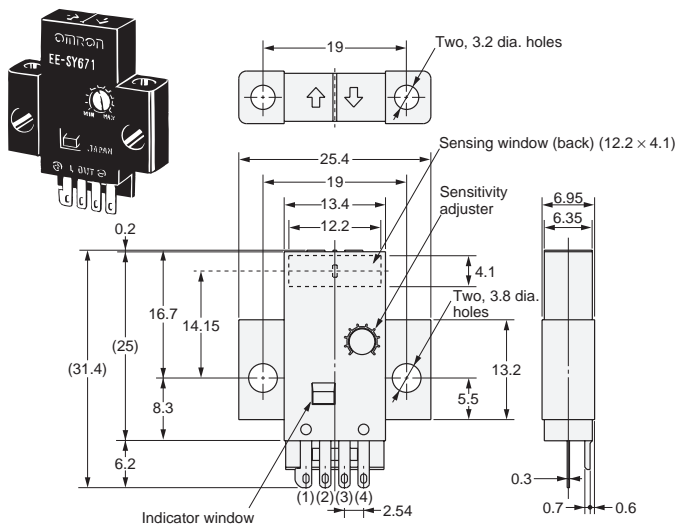 OMRON
EE-SY671
MIN MAX
JAPAN
⊕ L OUT ⊖
19
Two, 3.2 dia. holes
Sensing window (back) (12.2 × 4.1)
25.4
19
13.4
12.2
Sensitivity
adjuster
6.95
6.35
0.2
4.1
Two, 3.8 dia.
holes
16.7
14.15
(25)
(31.4)
13.2
5.5
8.3
6.2
(1) (2) (3) (4)
2.54
Indicator window
0.3
0.7
0.6